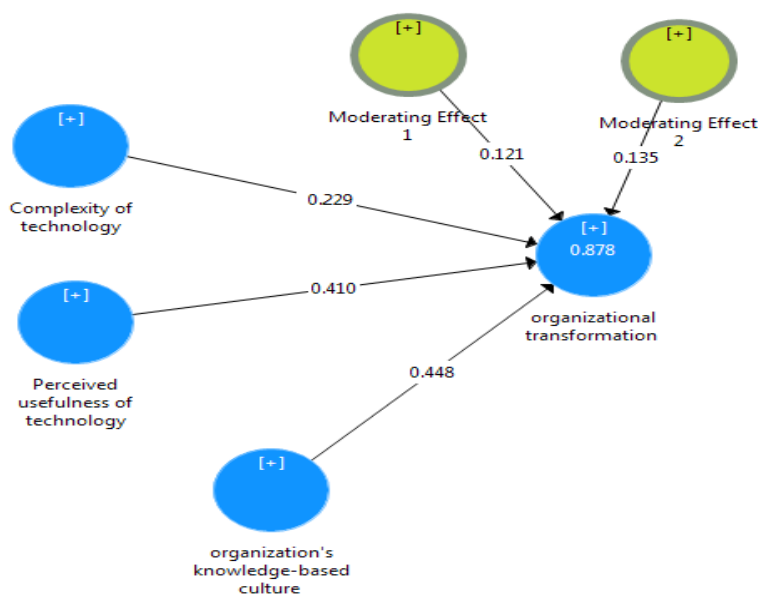 [+]
[+]
Moderating Effect
1
Moderating Effect
2
[+]
0.121
0.135
Complexity of
technology
0.229
[+]
0.878
[+]
0.410
organizational
transformation
Perceived
usefulness of
technology
0.448
[+]
organization's
knowledge-based
culture